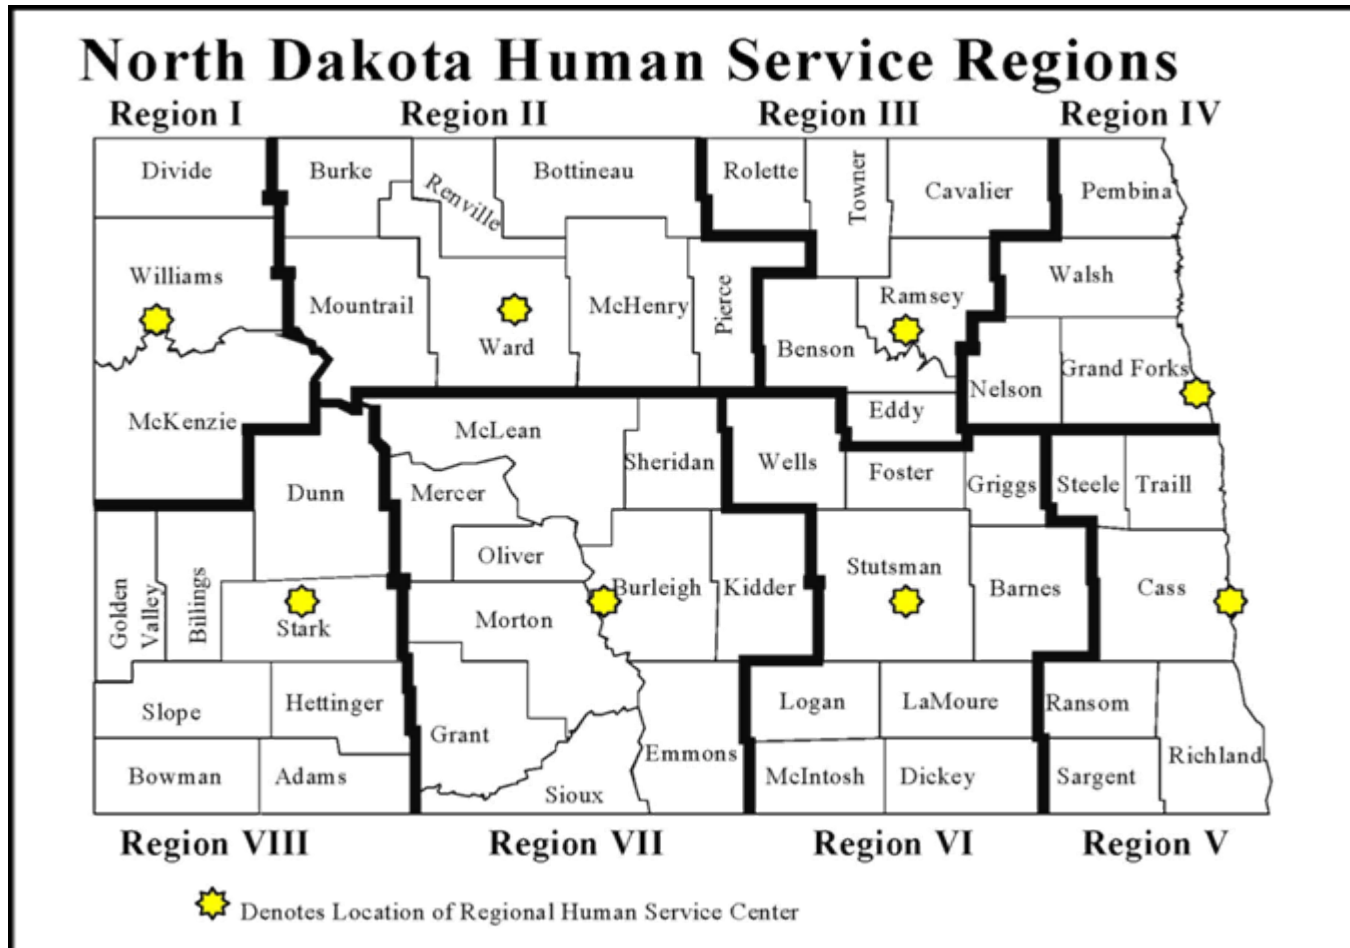 North Dakota Human Service Regions
Region I
Region II
Region III
Region IV
Divide
Burke
Renville
Bottineau
Rolette
Towner
Cavalier
Pembina
Williams
Mountrail
Ward
McHenry
Pierce
Benson
Ramsey
Walsh
Nelson
Grand Forks
McKenzie
Dunn
McLean
Sheridan
Wells
Eddy
Foster
Griggs
Steele
Traill
Mercer
Oliver
Golden
Valley
Billings
Stark
Morton
Burleigh
Kidder
Stutsman
Barnes
Cass
Slope
Hettinger
Grant
Emmons
Logan
LaMoure
Ransom
Richland
Bowman
Adams
Sioux
McIntosh
Dickey
Sargent
Region VIII
Region VII
Region VI
Region V
Denotes Location of Regional Human Service Center